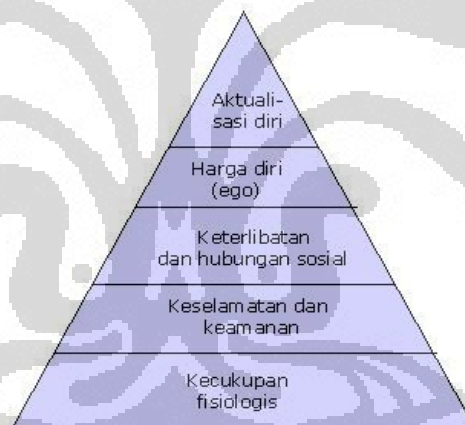 Aktuali-
sasi diri
Harga diri
(ego)
Keterlibatan
dan hubungan sosial
Keselamatan dan
keamanan
Kecukupan
fisiologis